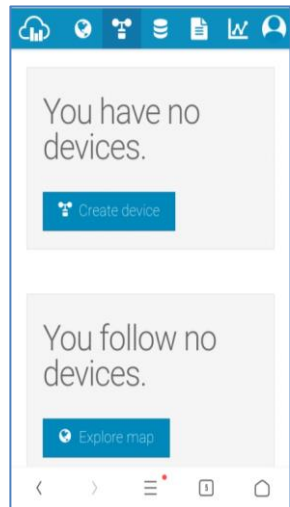 You have no
devices.
Create device
You follow no
devices.
Explore map